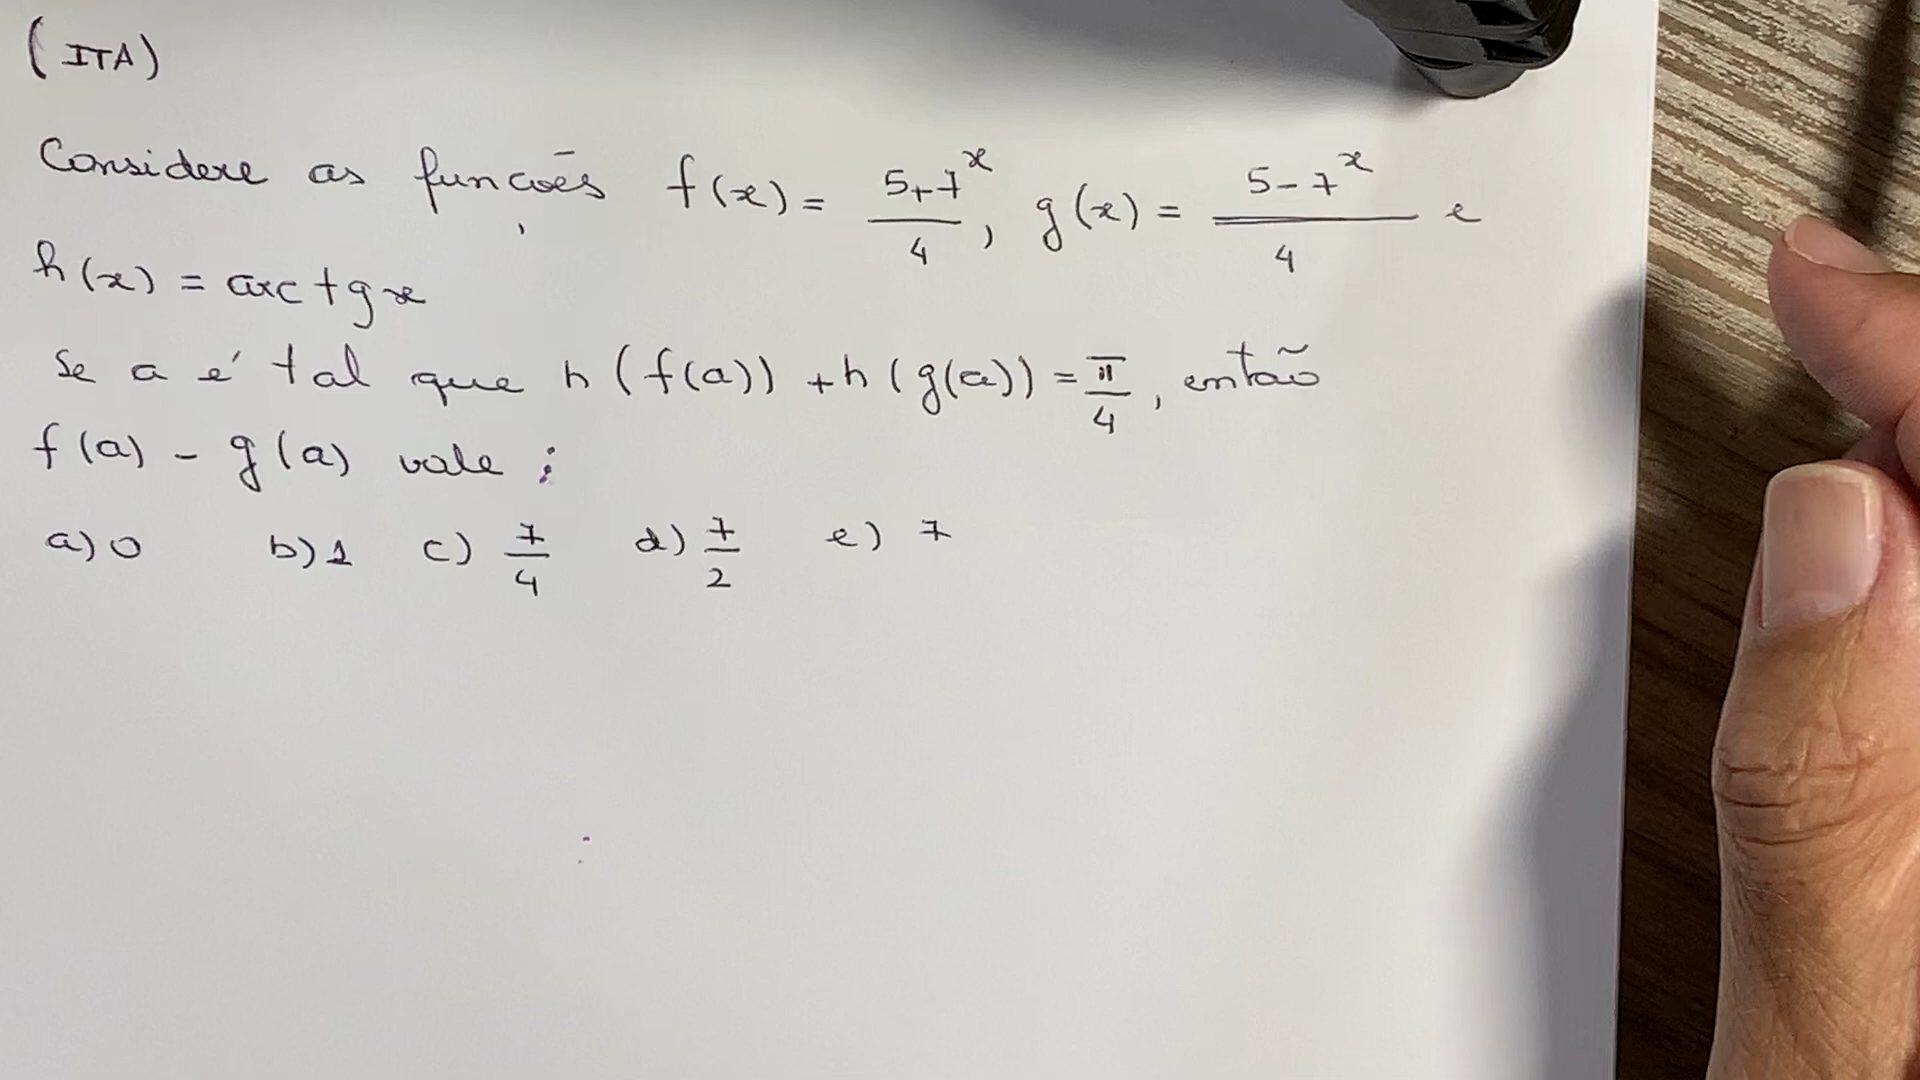 (ITA)
Considere as funções f(x) = 5+7^x/4, g(x) = 5-7^x/4 e
h(x) = arctgx
Se a é tal que h(f(a)) + h(g(a)) = π/4, então
f(a) - g(a) vale :
a) 0 b) 1 c) 7/4 d) 7/2 e) 7